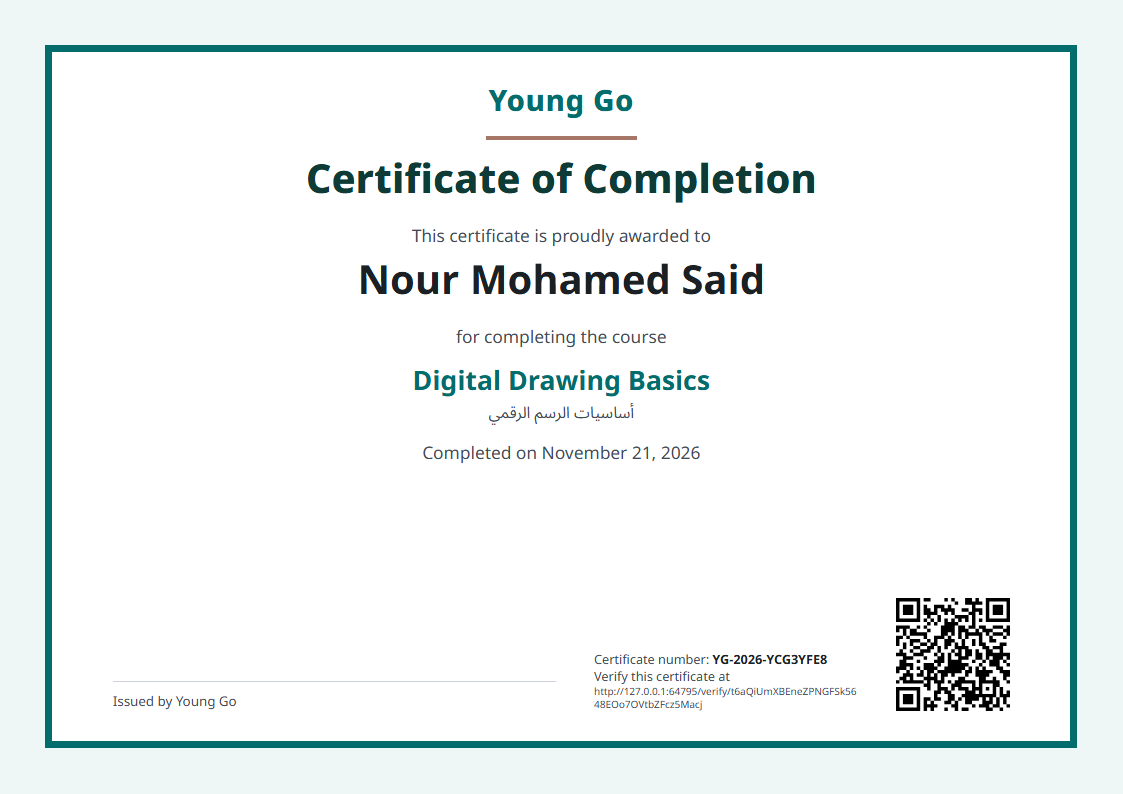 Young Go
Certificate of Completion
This certificate is proudly awarded to
Nour Mohamed Said
for completing the course
Digital Drawing Basics
أساسيات الرسم الرقمي
Completed on November 21, 2026
Certificate number: YG-2026-YCG3YFE8
Verify this certificate at
http://127.0.0.1:64795/verify/t6aQiUmXBEneZPNGFSk56
48EOo7OVtbZFcz5Macj
Issued by Young Go